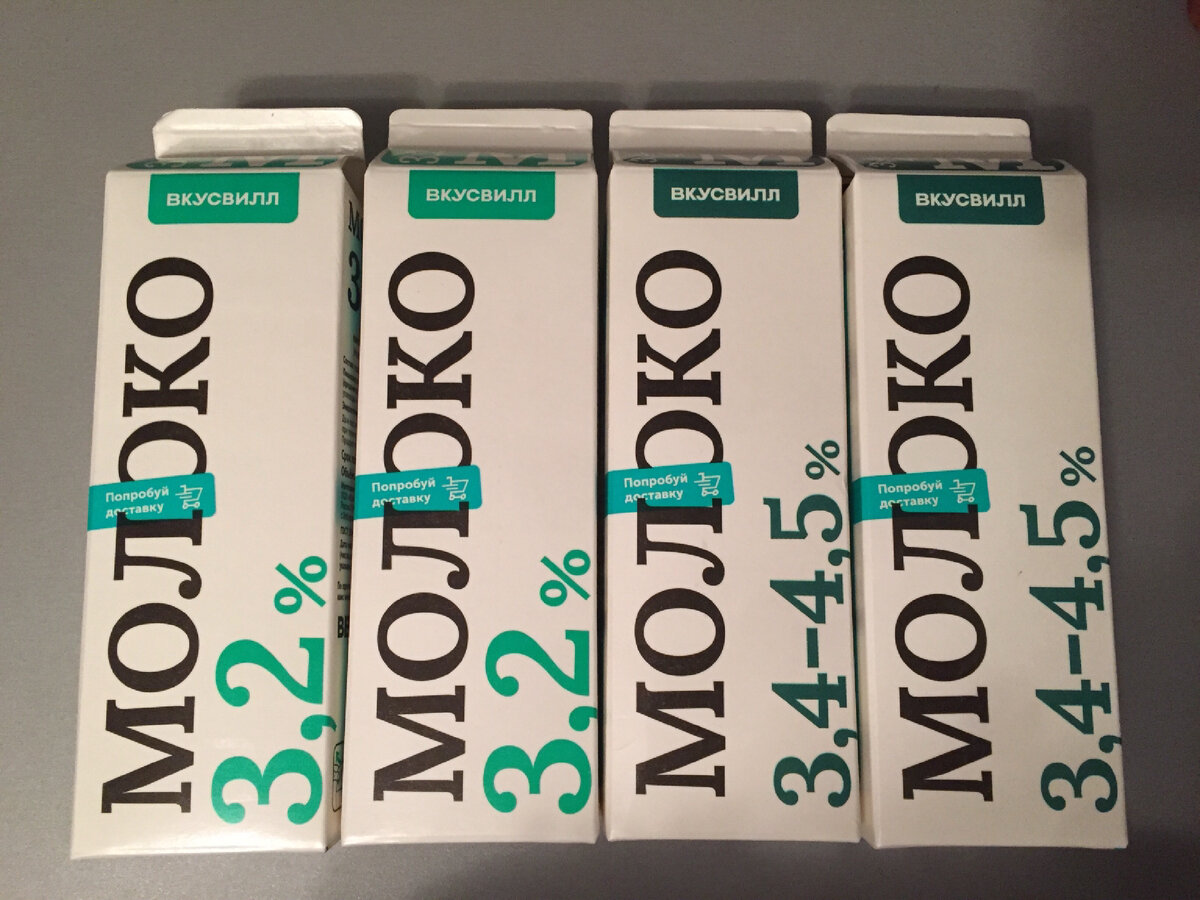 ВКУСВИЛЛ
МОЛОКО
Попробуй
доставку
3,2%
ВКУСВИЛЛ
МОЛОКО
Попробуй
доставку
3,2%
ВКУСВИЛЛ
МОЛОКО
Попробуй
доставку
3,4-4,5%
ВКУСВИЛЛ
МОЛОКО
Попробуй
доставку
3,4-4,5%